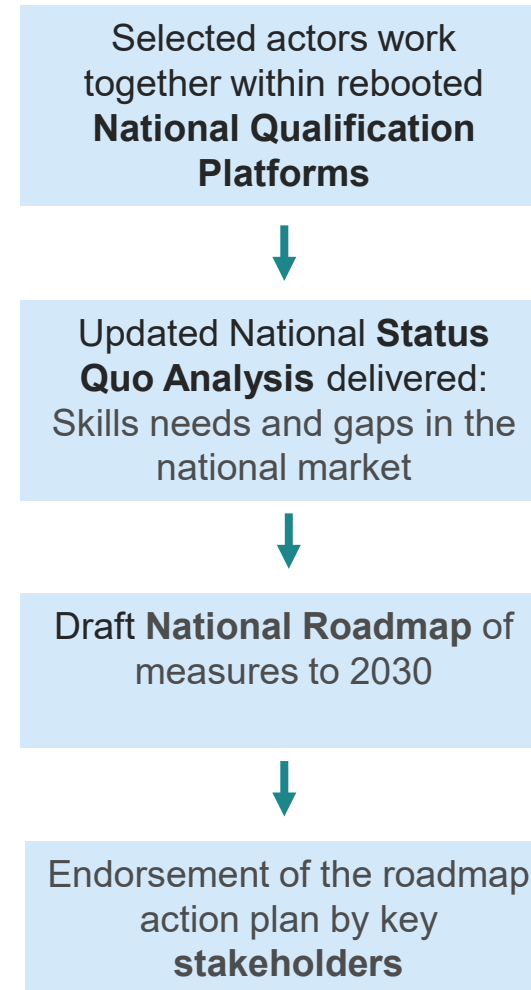 Selected actors work
together within rebooted
National Qualification
Platforms
Updated National Status
Quo Analysis delivered:
Skills needs and gaps in the
national market
Draft National Roadmap of
measures to 2030
Endorsement of the roadmap
action plan by key
stakeholders